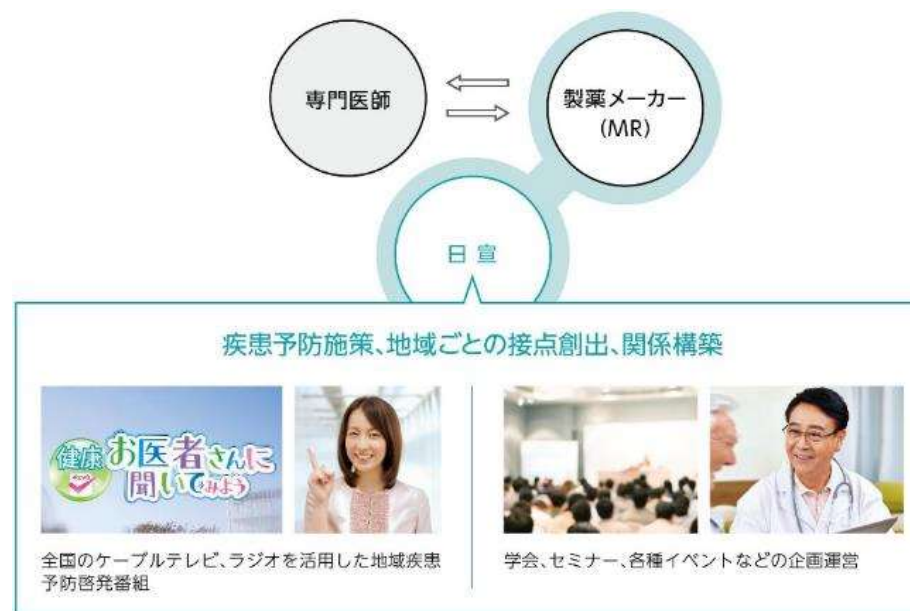 専門医師
製薬メーカー
(MR)
日宣
疾患予防施策、地域ごとの接点創出、関係構築
健康
お医者さんに
聞いてみよう
全国のケーブルテレビ、ラジオを活用した地域疾患
予防啓発番組
学会、セミナー、各種イベントなどの企画運営